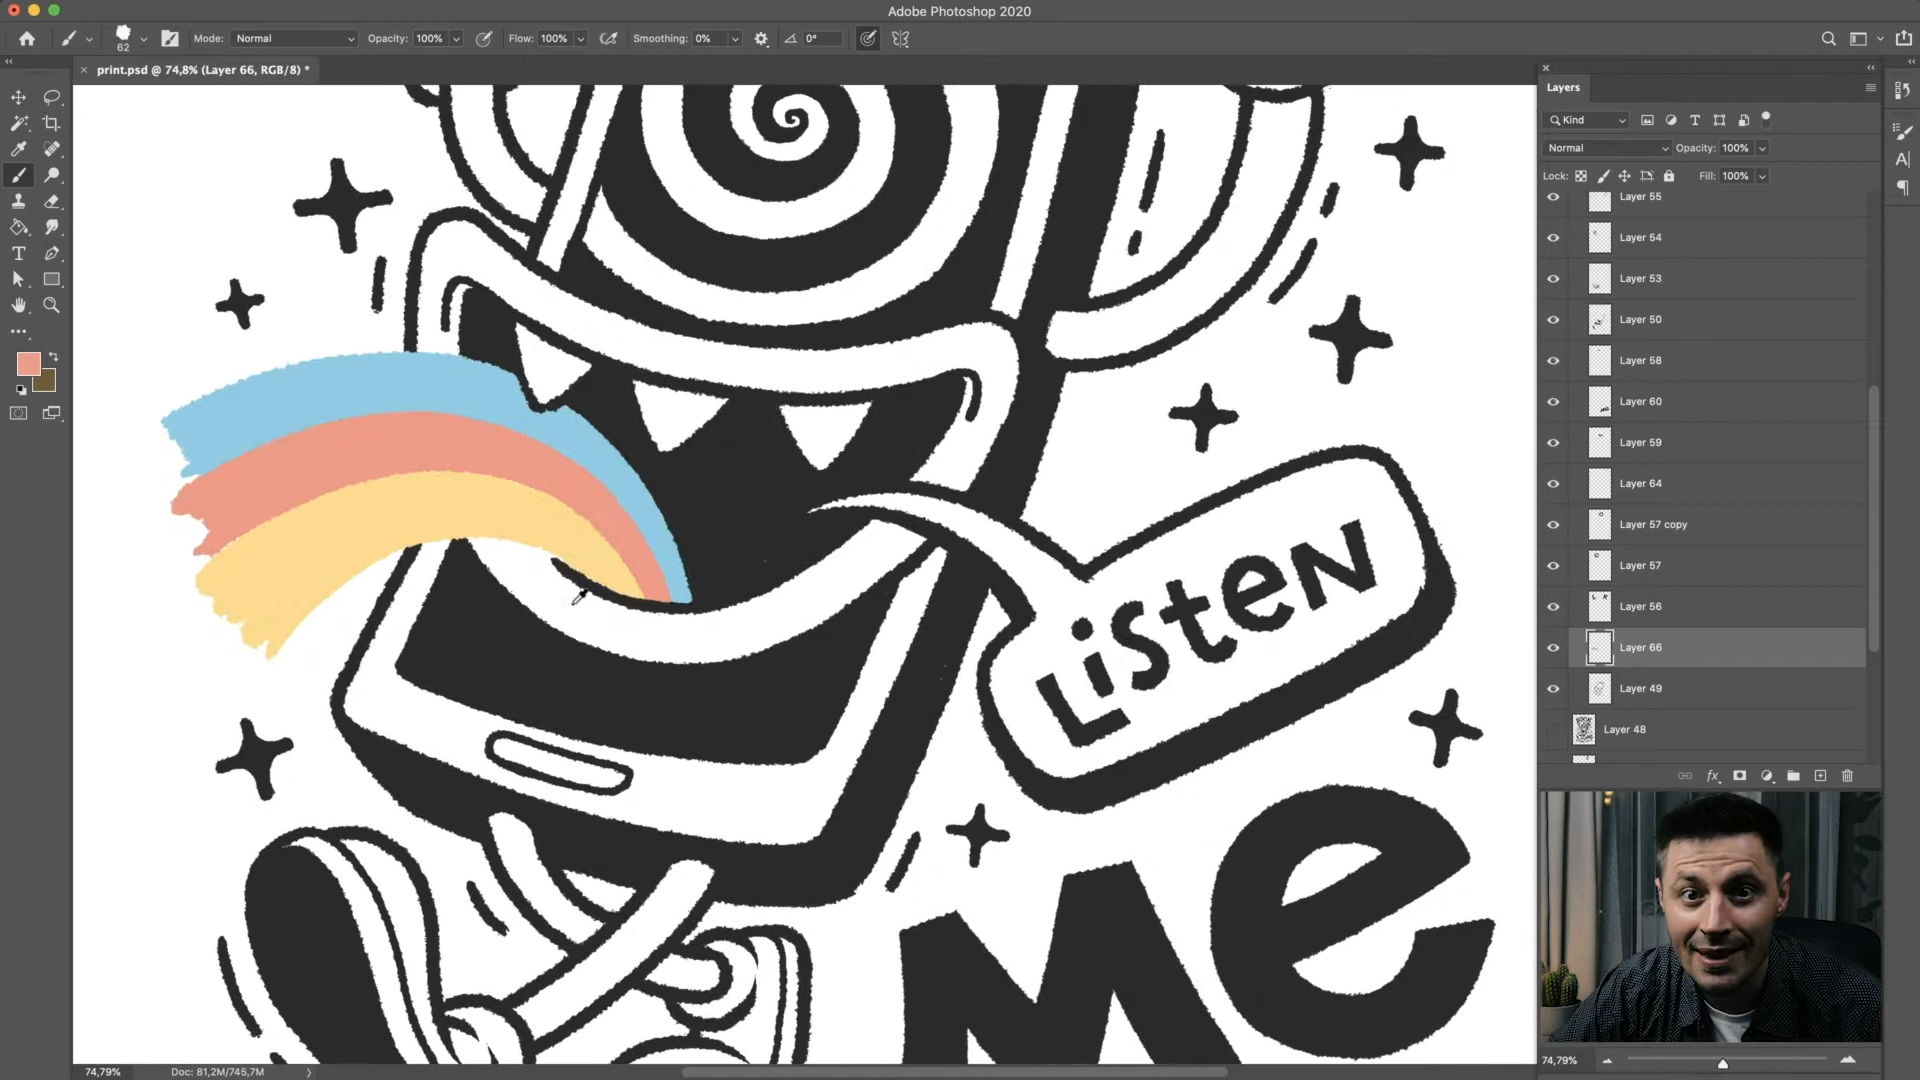 Adobe Photoshop 2020
62
Mode: Normal
Opacity: 100%
Flow: 100%
Smoothing: 0%
0°
print.psd @ 74,8% (Layer 66, RGB/8) *
Layers
Kind
Normal
Opacity: 100%
Lock:
Fill: 100%
Layer 55
Layer 54
Layer 53
Layer 50
Layer 58
Layer 60
Layer 59
Layer 64
Layer 57 copy
Layer 57
Layer 56
Layer 66
Layer 49
Layer 48
fx
Listen
Me
74,79%
Doc: 81,2M/745,7M
74,79%